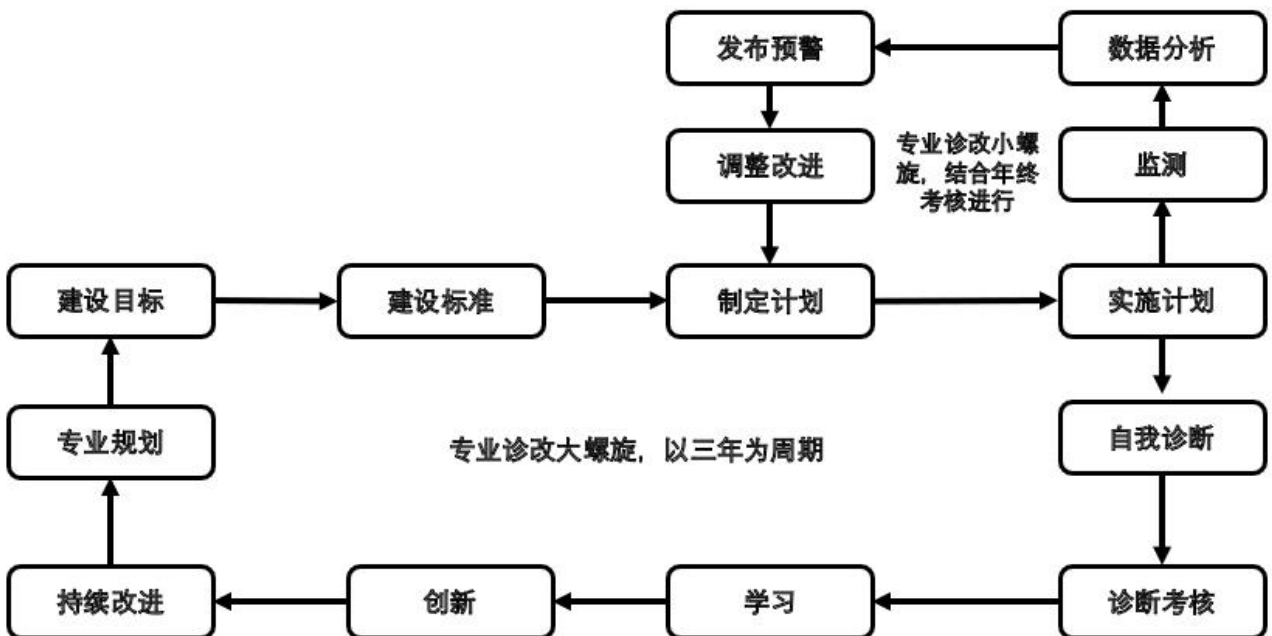 发布预警
数据分析
调整改进
专业诊改小螺
旋，结合年终
考核进行
监测
建设目标
建设标准
制定计划
实施计划
专业规划
专业诊改大螺旋，以三年为周期
自我诊断
持续改进
创新
学习
诊断考核